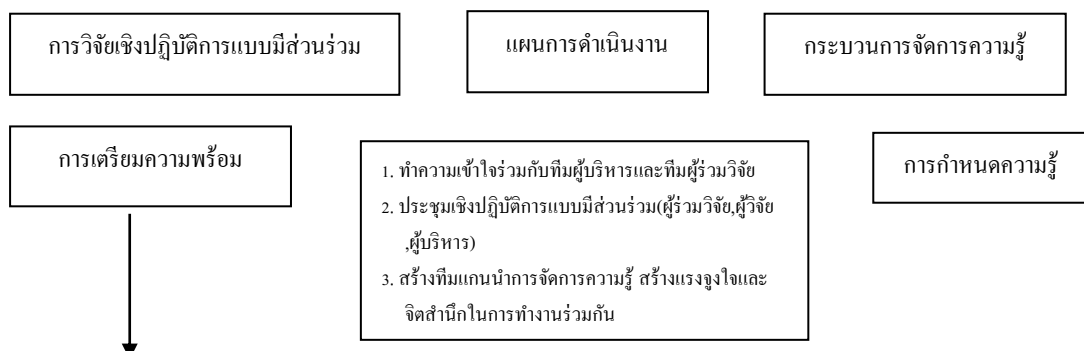 การวิจัยเชิงปฏิบัติการแบบมีส่วนร่วม
แผนการดำเนินงาน
กระบวนการจัดการความรู้
การเตรียมความพร้อม
1. ทำความเข้าใจร่วมกับทีมผู้บริหารและทีมผู้ร่วมวิจัย
2. ประชุมเชิงปฏิบัติการแบบมีส่วนร่วม(ผู้ร่วมวิจัย,ผู้วิจัย
,ผู้บริหาร)
3. สร้างทีมแกนนำการจัดการความรู้ สร้างแรงจูงใจและ
จิตสำนึกในการทำงานร่วมกัน
การกำหนดความรู้